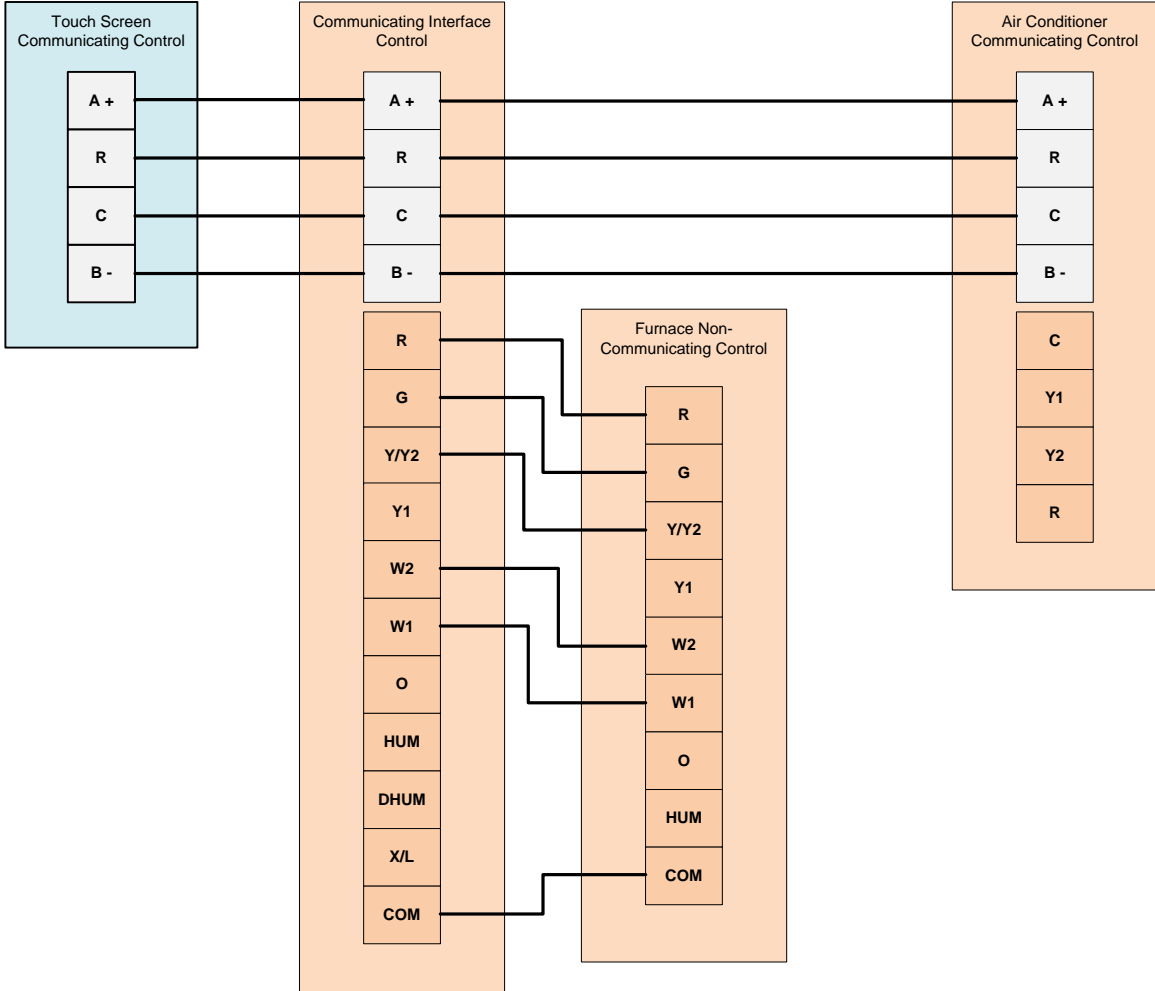 Touch Screen
Communicating Control
A +
R
C
B -
Communicating Interface
Control
A +
R
C
B -
R
G
Y/Y2
Y1
W2
W1
O
HUM
DHUM
X/L
COM
Furnace Non-
Communicating Control
R
G
Y/Y2
Y1
W2
W1
O
HUM
COM
Air Conditioner
Communicating Control
A +
R
C
B -
C
Y1
Y2
R